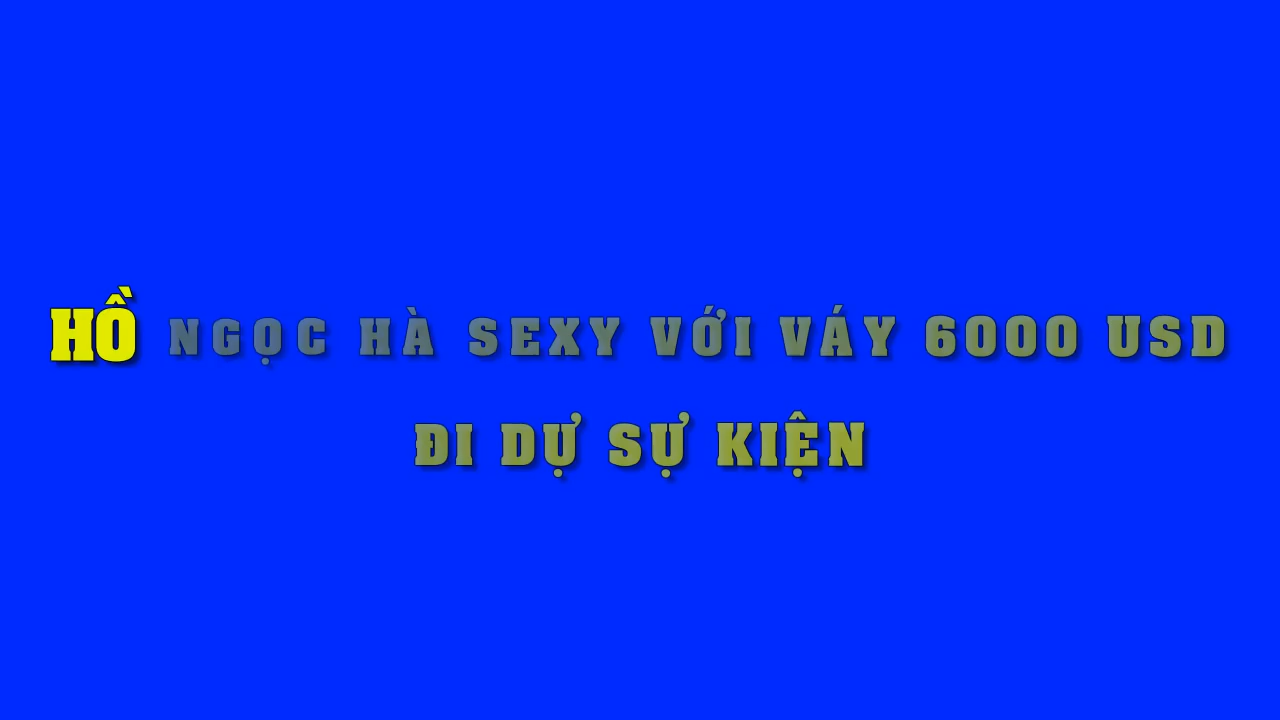 HỒ NGỌC HÀ SEXY VỚI VÁY 6000 USD
ĐI DỰ SỰ KIỆN